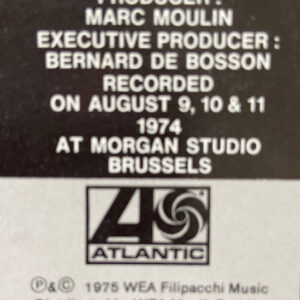 PRODUCER :
MARC MOULIN
EXECUTIVE PRODUCER :
BERNARD DE BOSSON
RECORDED
ON AUGUST 9, 10 & 11
1974
AT MORGAN STUDIO
BRUSSELS
ATLANTIC
Ⓟ&Ⓒ 1975 WEA Filipacchi Music